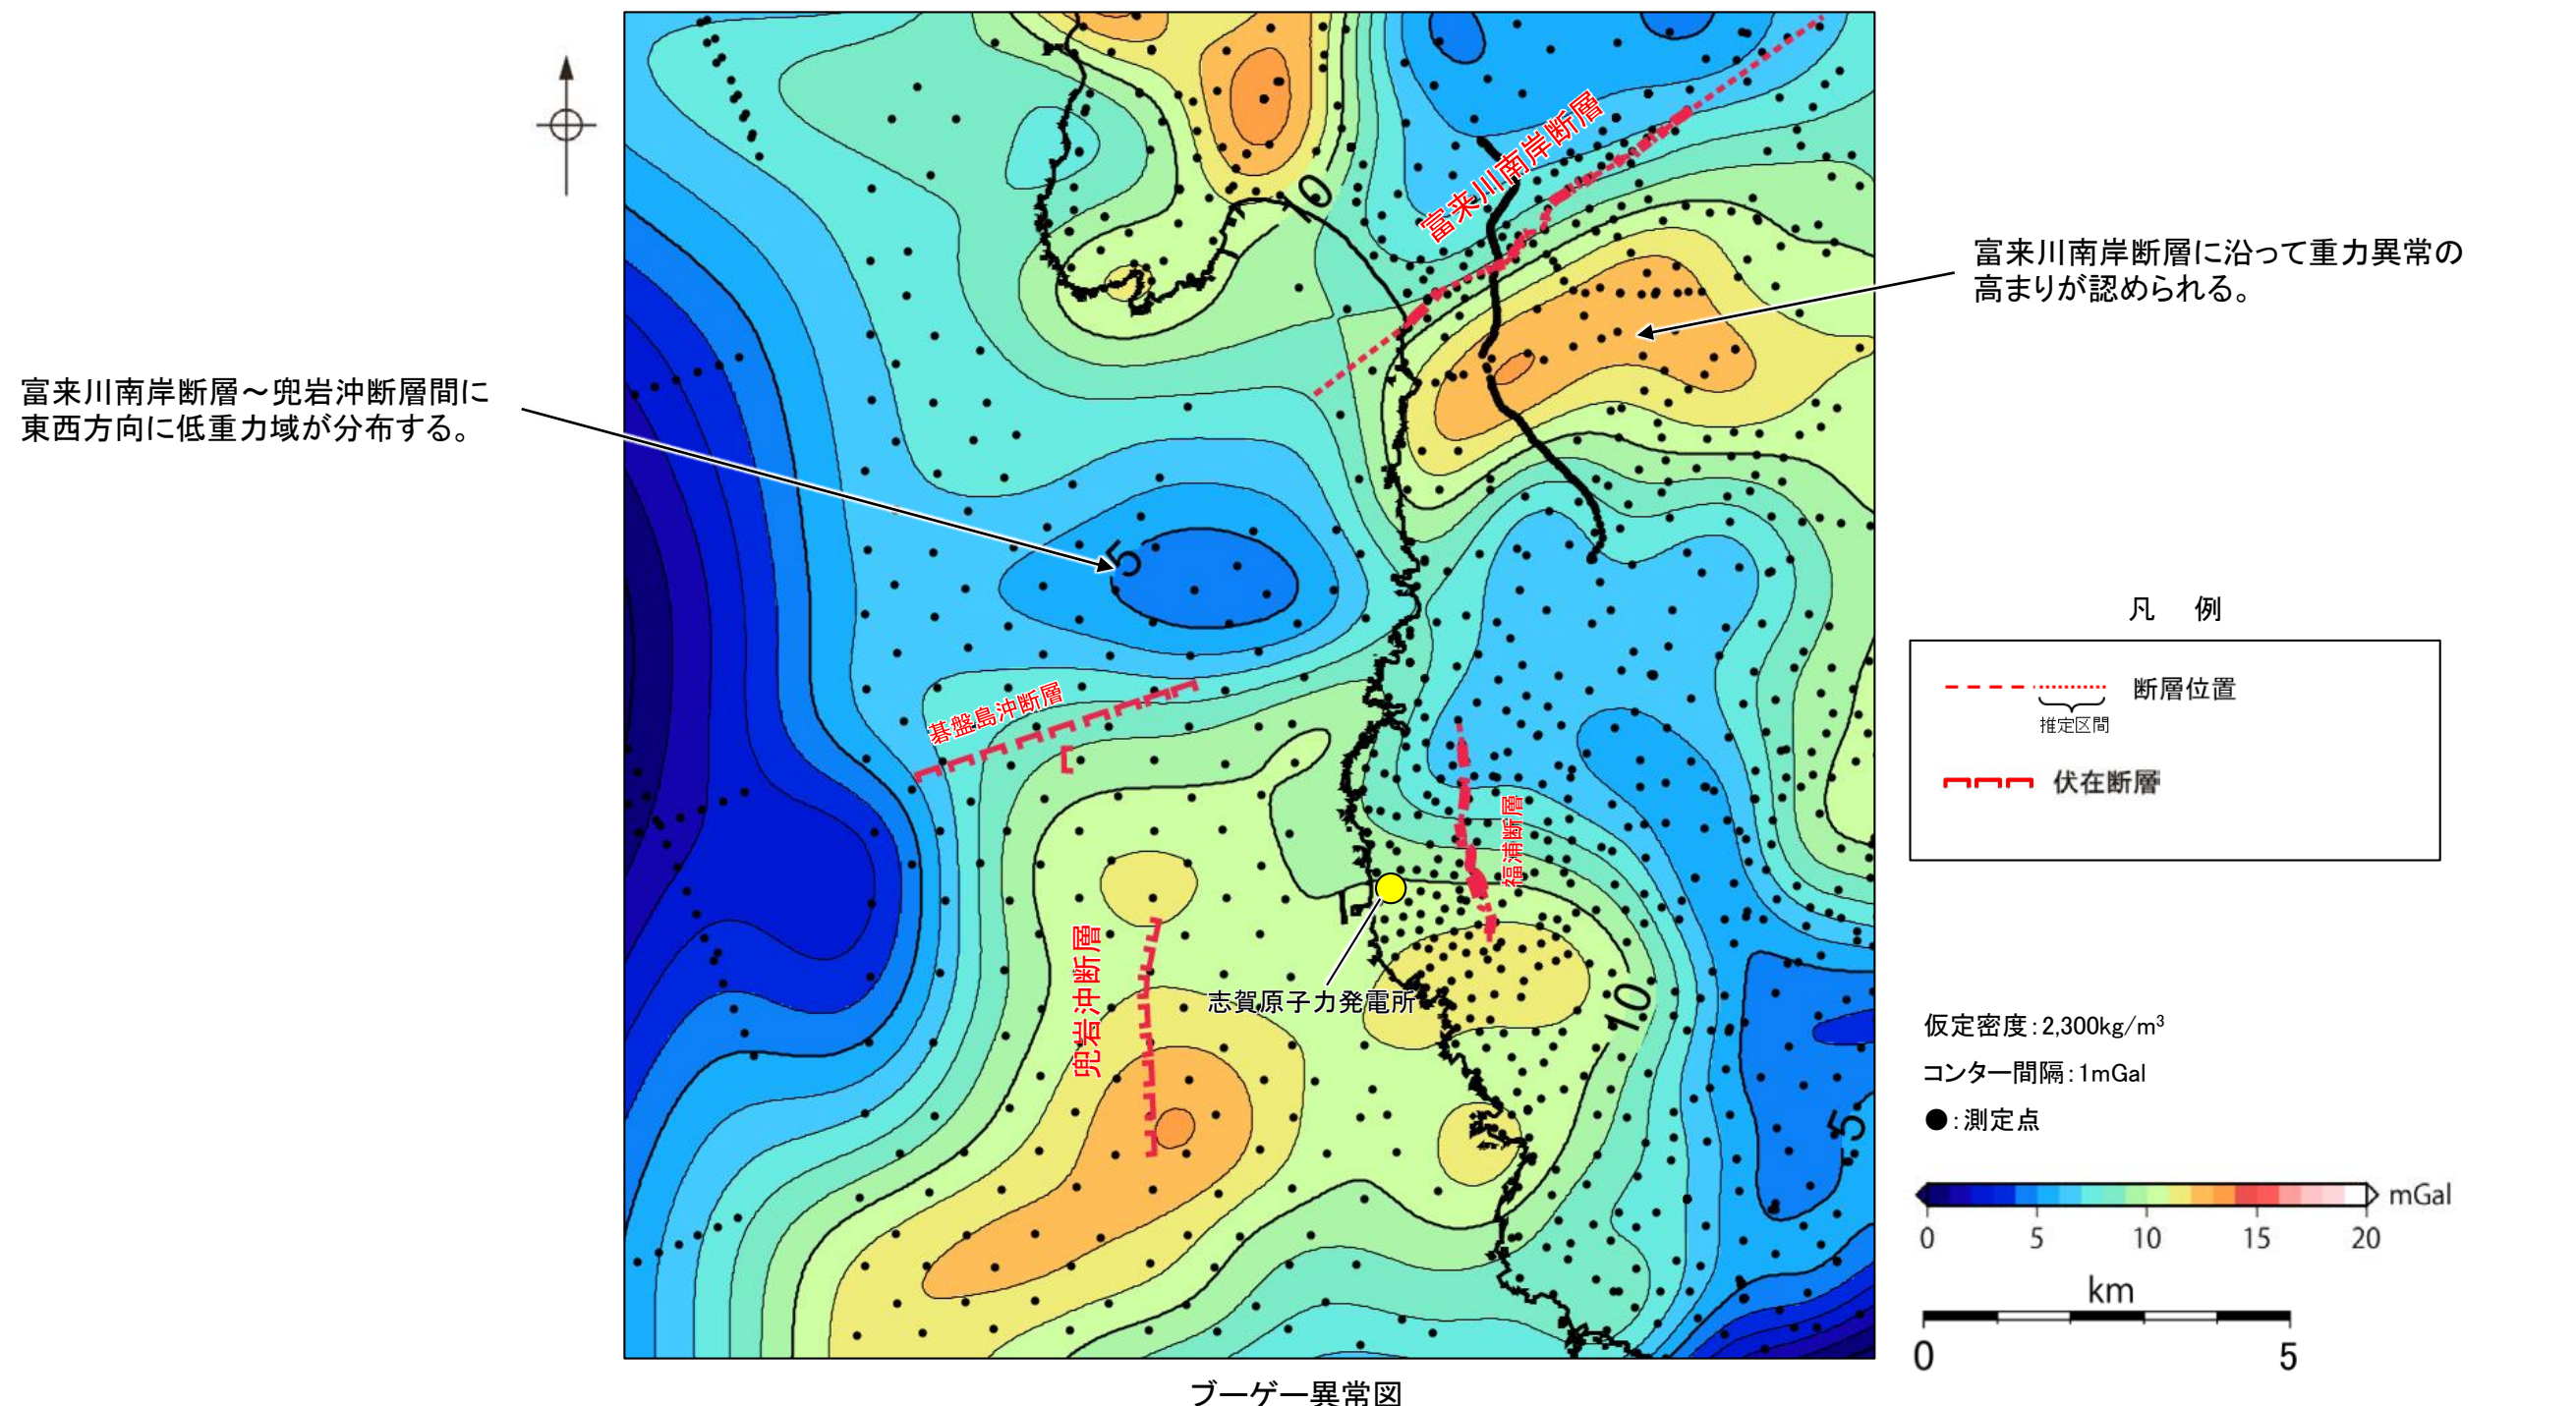 富来川南岸断層
富来川南岸断層に沿って重力異常の
高まりが認められる。
富来川南岸断層～兜岩沖断層間に
東西方向に低重力域が分布する。
10
5
碁盤島沖断層
福浦断層
兜岩沖断層
志賀原子力発電所
10
5
凡 例
断層位置
推定区間
伏在断層
仮定密度：2,300kg/m³
コンター間隔：1mGal
●：測定点
mGal
0 5 10 15 20
km
0 5
ブーゲー異常図